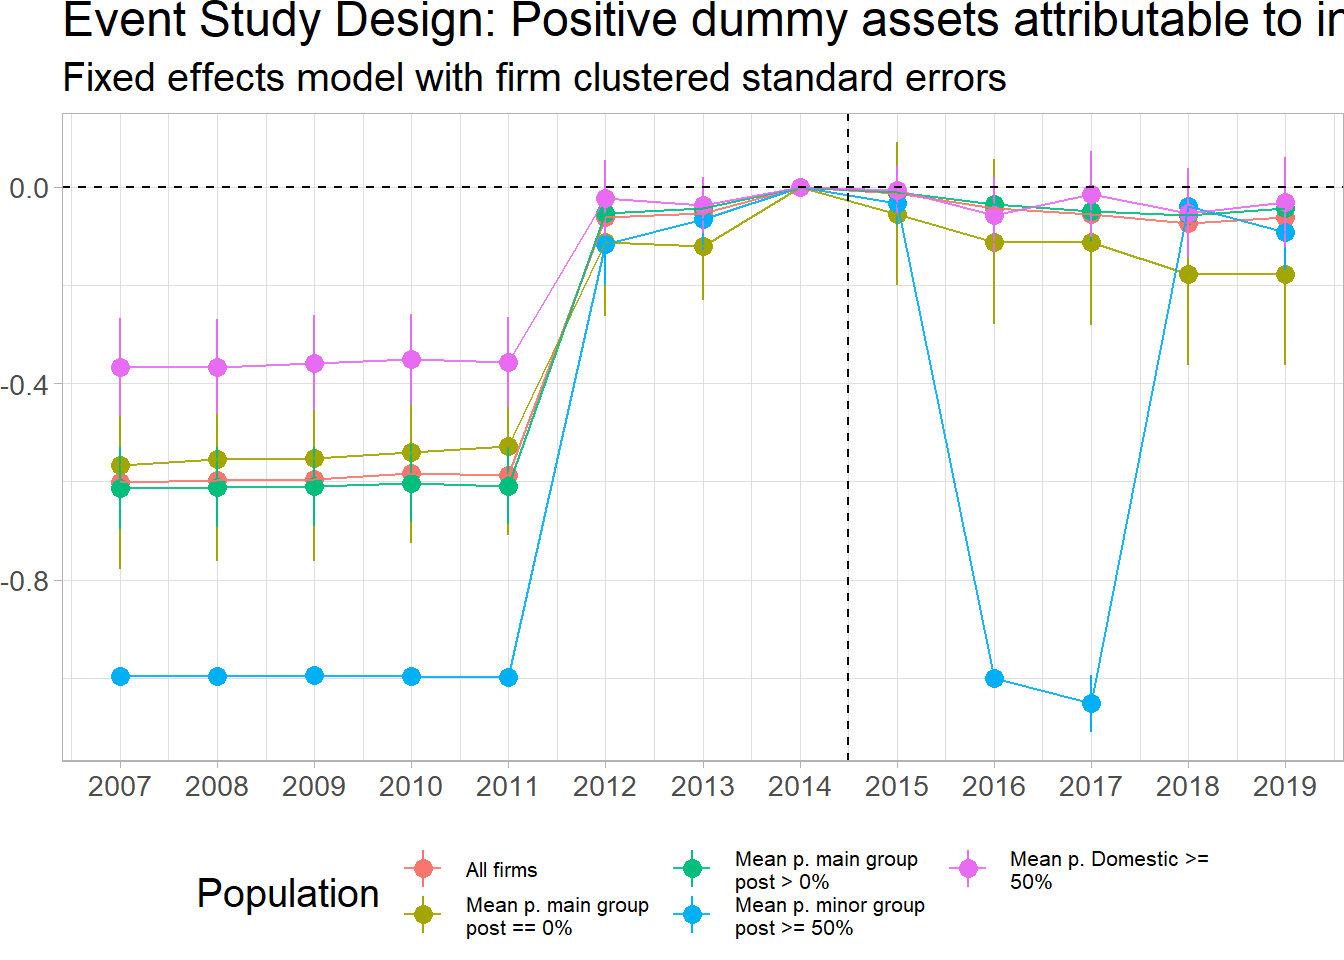 Event Study Design: Positive dummy assets attributable to in
Fixed effects model with firm clustered standard errors
0.0
-0.4
-0.8
2007 2008 2009 2010 2011 2012 2013 2014 2015 2016 2017 2018 2019
Population
All firms
Mean p. main group
post == 0%
Mean p. main group
post > 0%
Mean p. minor group
post >= 50%
Mean p. Domestic >=
50%